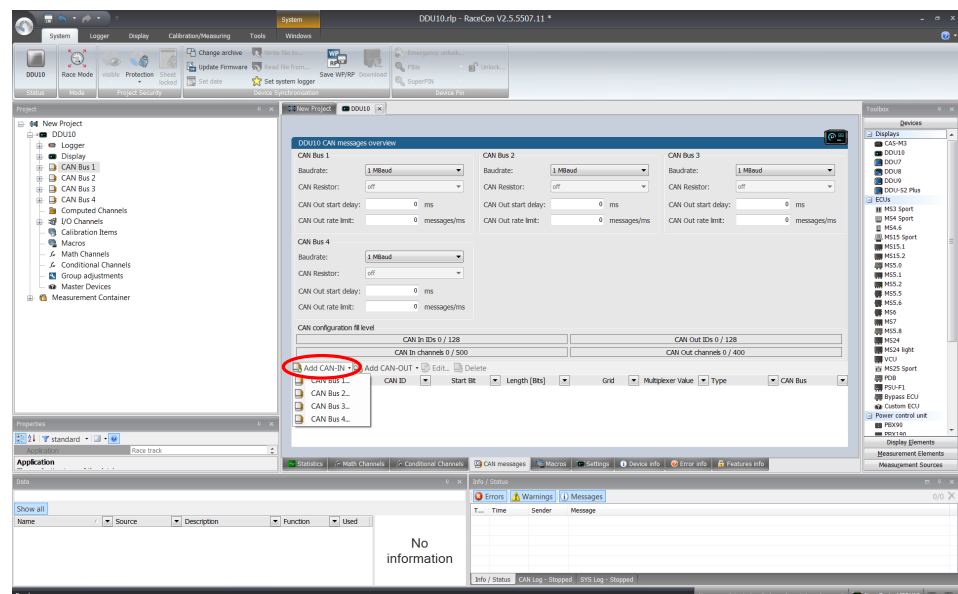 System
DDU10.rlp - RaceCon V2.5.5507.11 *
System Logger Display Calibration/Measuring Tools Windows
DDU10
Race Mode
visible
Protection
Sheet locked
Change archive
Update Firmware
Set date
Write file to...
Read file from...
Set system logger
Save WP/RP
Download
Emergency unlock...
PINs
SuperPIN
Unlock...
Status Mode Project Security Device Synchronisation Device Pin
Project
New Project
DDU10
Logger
Display
CAN Bus 1
CAN Bus 2
CAN Bus 3
CAN Bus 4
Computed Channels
I/O Channels
Calibration Items
Macros
Math Channels
Conditional Channels
Group adjustments
Master Devices
Measurement Container
Properties
standard
Application Race track
Application
New Project DDU10
DDU10 CAN messages overview
CAN Bus 1
Baudrate: 1 MBaud
CAN Resistor: off
CAN Out start delay: 0 ms
CAN Out rate limit: 0 messages/ms
CAN Bus 2
Baudrate: 1 MBaud
CAN Resistor: off
CAN Out start delay: 0 ms
CAN Out rate limit: 0 messages/ms
CAN Bus 3
Baudrate: 1 MBaud
CAN Resistor: off
CAN Out start delay: 0 ms
CAN Out rate limit: 0 messages/ms
CAN Bus 4
Baudrate: 1 MBaud
CAN Resistor: off
CAN Out start delay: 0 ms
CAN Out rate limit: 0 messages/ms
CAN configuration fill level
CAN In IDs 0 / 128 CAN Out IDs 0 / 128
CAN In channels 0 / 500 CAN Out channels 0 / 400
Add CAN-IN Add CAN-OUT Edit... Delete
CAN ID Start Bit Length [Bits] Grid Multiplexer Value Type CAN Bus
CAN Bus 1...
CAN Bus 2...
CAN Bus 3...
CAN Bus 4...
Statistics Math Channels Conditional Channels CAN messages Macros Settings Device info Error info Features info
Toolbox
Devices
Displays
CAS-M3
DDU10
DDU7
DDU8
DDU9
DDU-S2 Plus
ECUs
MS3 Sport
MS4 Sport
MS4.6
MS15 Sport
MS15.1
MS15.2
MS5.0
MS5.1
MS5.2
MS5.5
MS5.6
MS6
MS7
MS5.8
MS24
MS24 light
VCU
MS25 Sport
PDB
PSU-F1
Bypass ECU
Custom ECU
Power control unit
PBX90
PBX190
Display Elements
Measurement Elements
Measurement Sources
Data
Show all
Name Source Description Function Used
No
information
Info / Status
Errors Warnings Messages 0/0
T... Time Sender Message
Info / Status CAN Log - Stopped SYS Log - Stopped